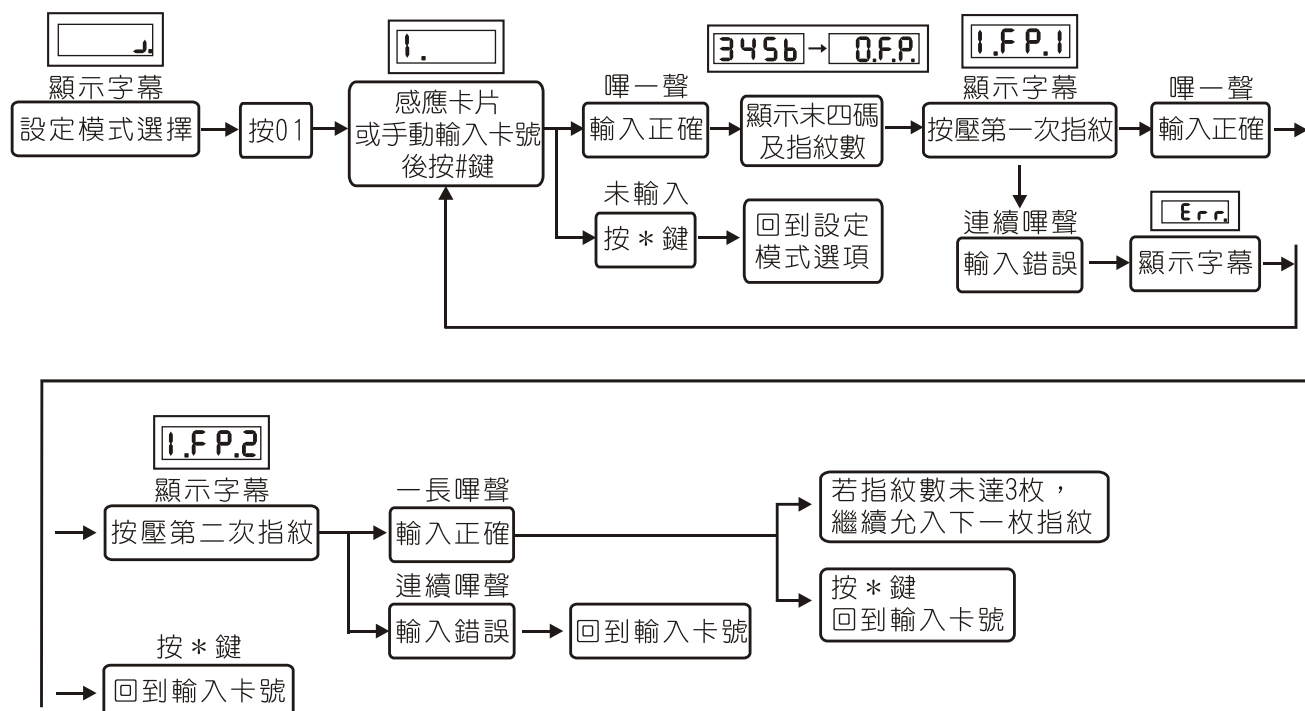 ┘.
顯示字幕
設定模式選擇
按01
1.
感應卡片
或手動輸入卡號
後按#鍵
嗶一聲
輸入正確
未輸入
按＊鍵
345b→ 0.F.P.
顯示末四碼
及指紋數
回到設定
模式選項
1.F P.1
顯示字幕
按壓第一次指紋
嗶一聲
輸入正確
連續嗶聲
輸入錯誤
Err.
顯示字幕
1.F P.2
顯示字幕
按壓第二次指紋
一長嗶聲
輸入正確
若指紋數未達3枚，
繼續允入下一枚指紋
連續嗶聲
輸入錯誤
回到輸入卡號
按＊鍵
回到輸入卡號
按＊鍵
回到輸入卡號